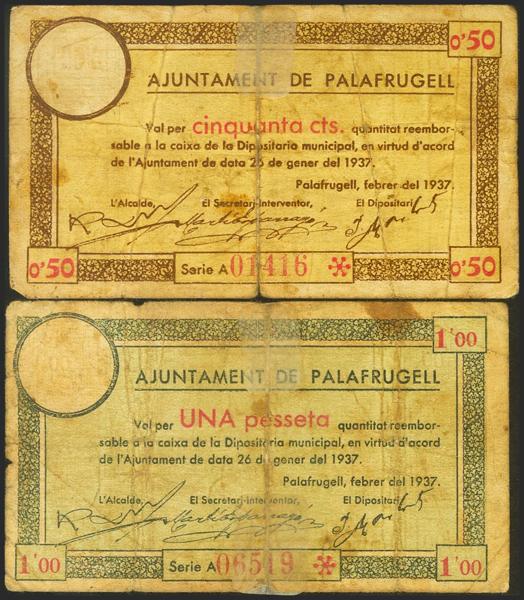 0'50
AJUNTAMENT DE PALAFRUGELL
Val per cinquanta cts. quantitat reembor-
sable a la caixa de la Dipositaria municipal, en virtud d'acord
de l'Ajuntament de data 26 de gener del 1937.
Palafrugell, febrer del 1937.
L'Alcalde, El Secretari-Interventor, El Dipositari
0'50 Serie A 01416 0'50
1'00
AJUNTAMENT DE PALAFRUGELL
Val per UNA pesseta quantitat reembor-
sable a la caixa de la Dipositaria municipal, en virtud d'acord
de l'Ajuntament de data 26 de gener del 1937.
Palafrugell, febrer del 1937.
L'Alcalde, El Secretari-Interventor, El Dipositari
1'00 Serie A 06519 1'00